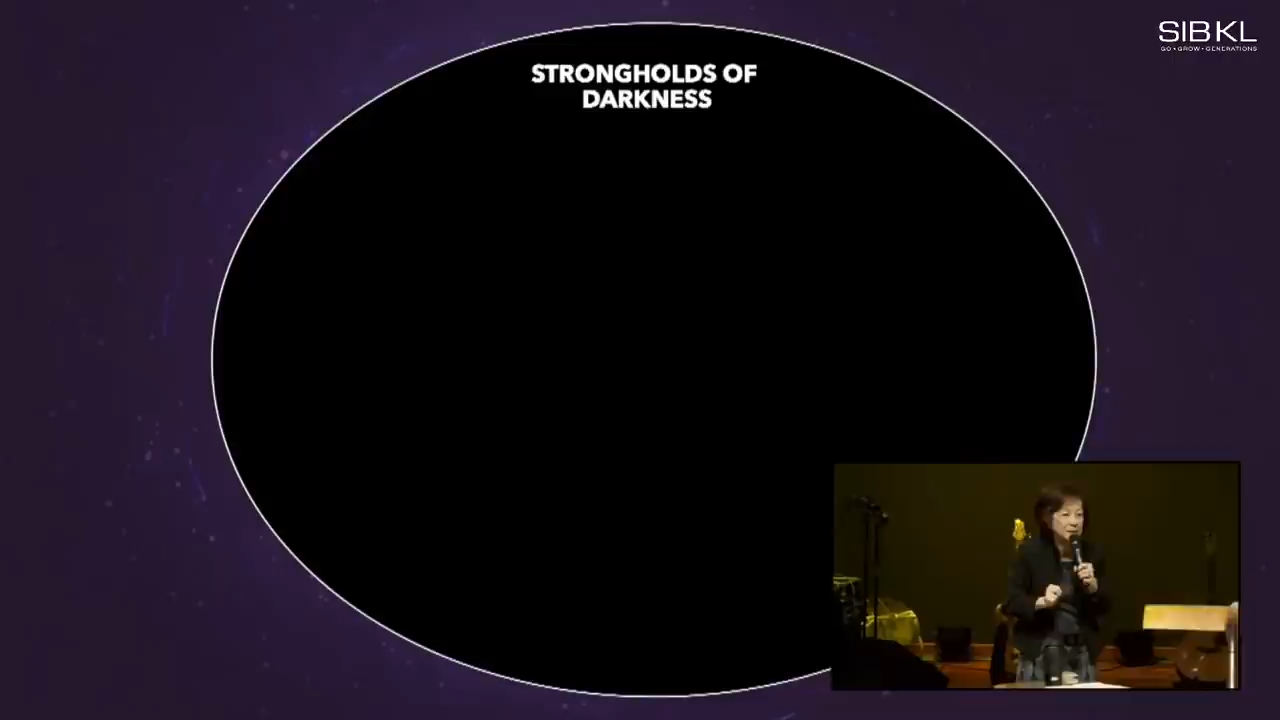 SIBKL
GO • GROW • GENERATIONS
STRONGHOLDS OF
DARKNESS